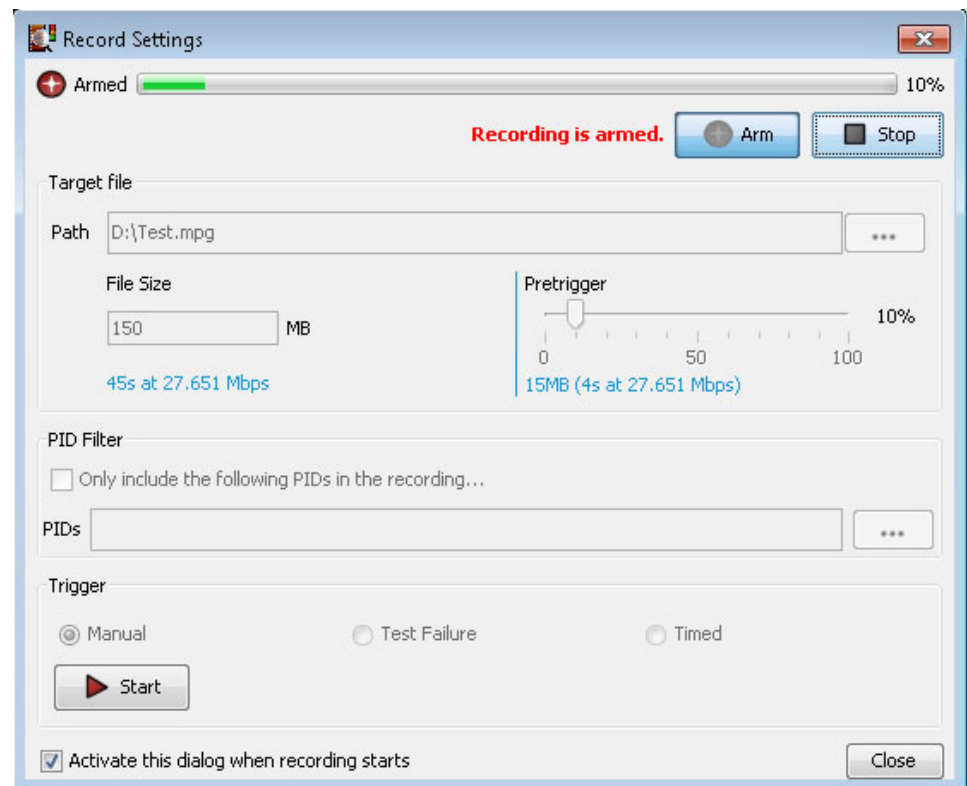 Record Settings
Armed 10%
Recording is armed. Arm Stop
Target file
Path D:\Test.mpg ...
File Size Pretrigger
150 MB 10%
0 50 100
45s at 27.651 Mbps 15MB (4s at 27.651 Mbps)
PID Filter
Only include the following PIDs in the recording...
PIDs ...
Trigger
Manual Test Failure Timed
Start
Activate this dialog when recording starts Close